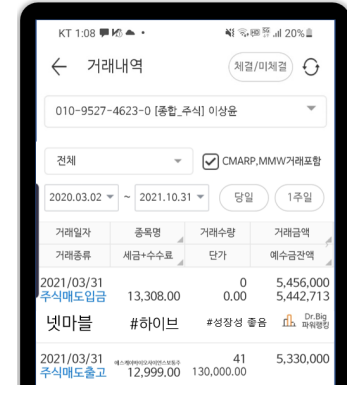 KT 1:08
20%
← 거래내역 체결/미체결
010-9527-4623-0 [종합_주식] 이상윤
전체 CMARP,MMW거래포함
2020.03.02 ~ 2021.10.31 당일 1주일
거래일자 종목명 거래수량 거래금액
거래종류 세금+수수료 단가 예수금잔액
2021/03/31 0 5,456,000
주식매도입금 13,308.00 0.00 5,442,713
넷마블 #하이브 #성장성 좋음 Dr.Big
파워랭킹
2021/03/31 41 5,330,000
주식매도출고 12,999.00 130,000.00